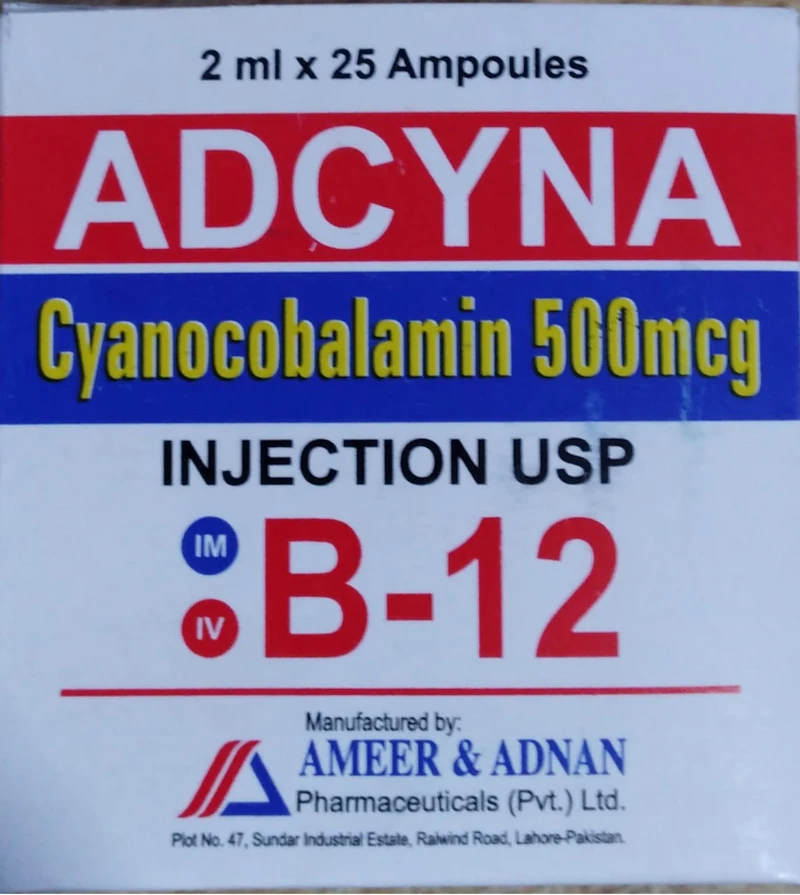 2 ml x 25 Ampoules
ADCYNA
Cyanocobalamin 500mcg
INJECTION USP
IM
IV
B-12
Manufactured by:
AMEER & ADNAN
Pharmaceuticals (Pvt.) Ltd.
Plot No. 47, Sundar Industrial Estate, Raiwind Road, Lahore-Pakistan.